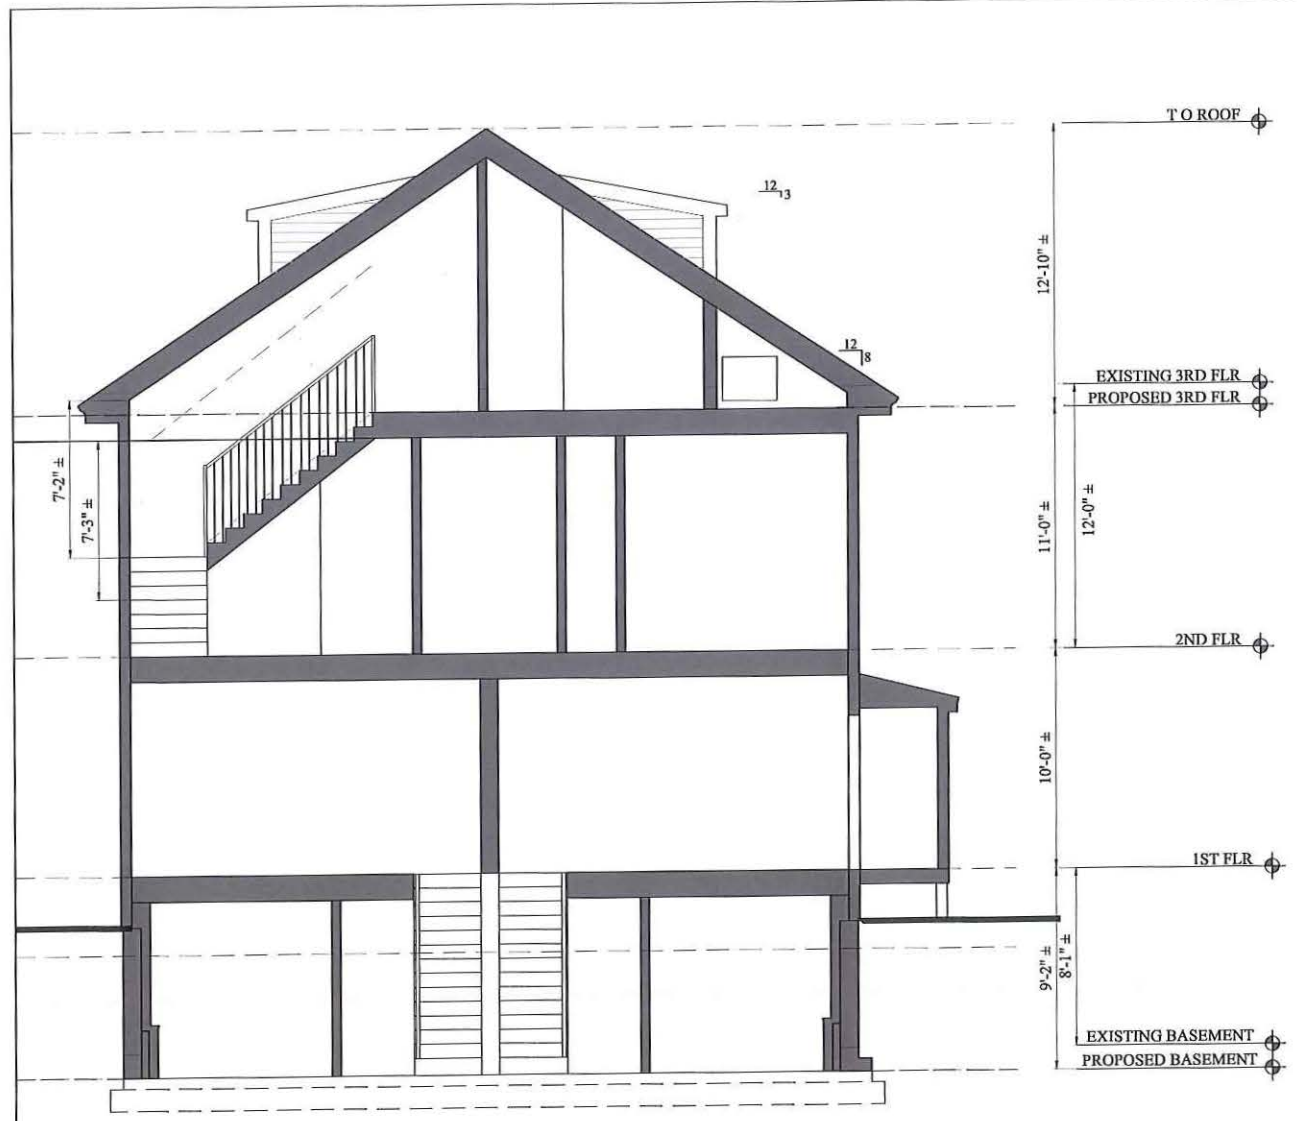 T O ROOF
12
3
12'-10" ±
12
8
EXISTING 3RD FLR
PROPOSED 3RD FLR
7'-2" ±
7'-3" ±
11'-0" ±
12'-0" ±
2ND FLR
10'-0" ±
1ST FLR
9'-2" ±
8'-1" ±
EXISTING BASEMENT
PROPOSED BASEMENT